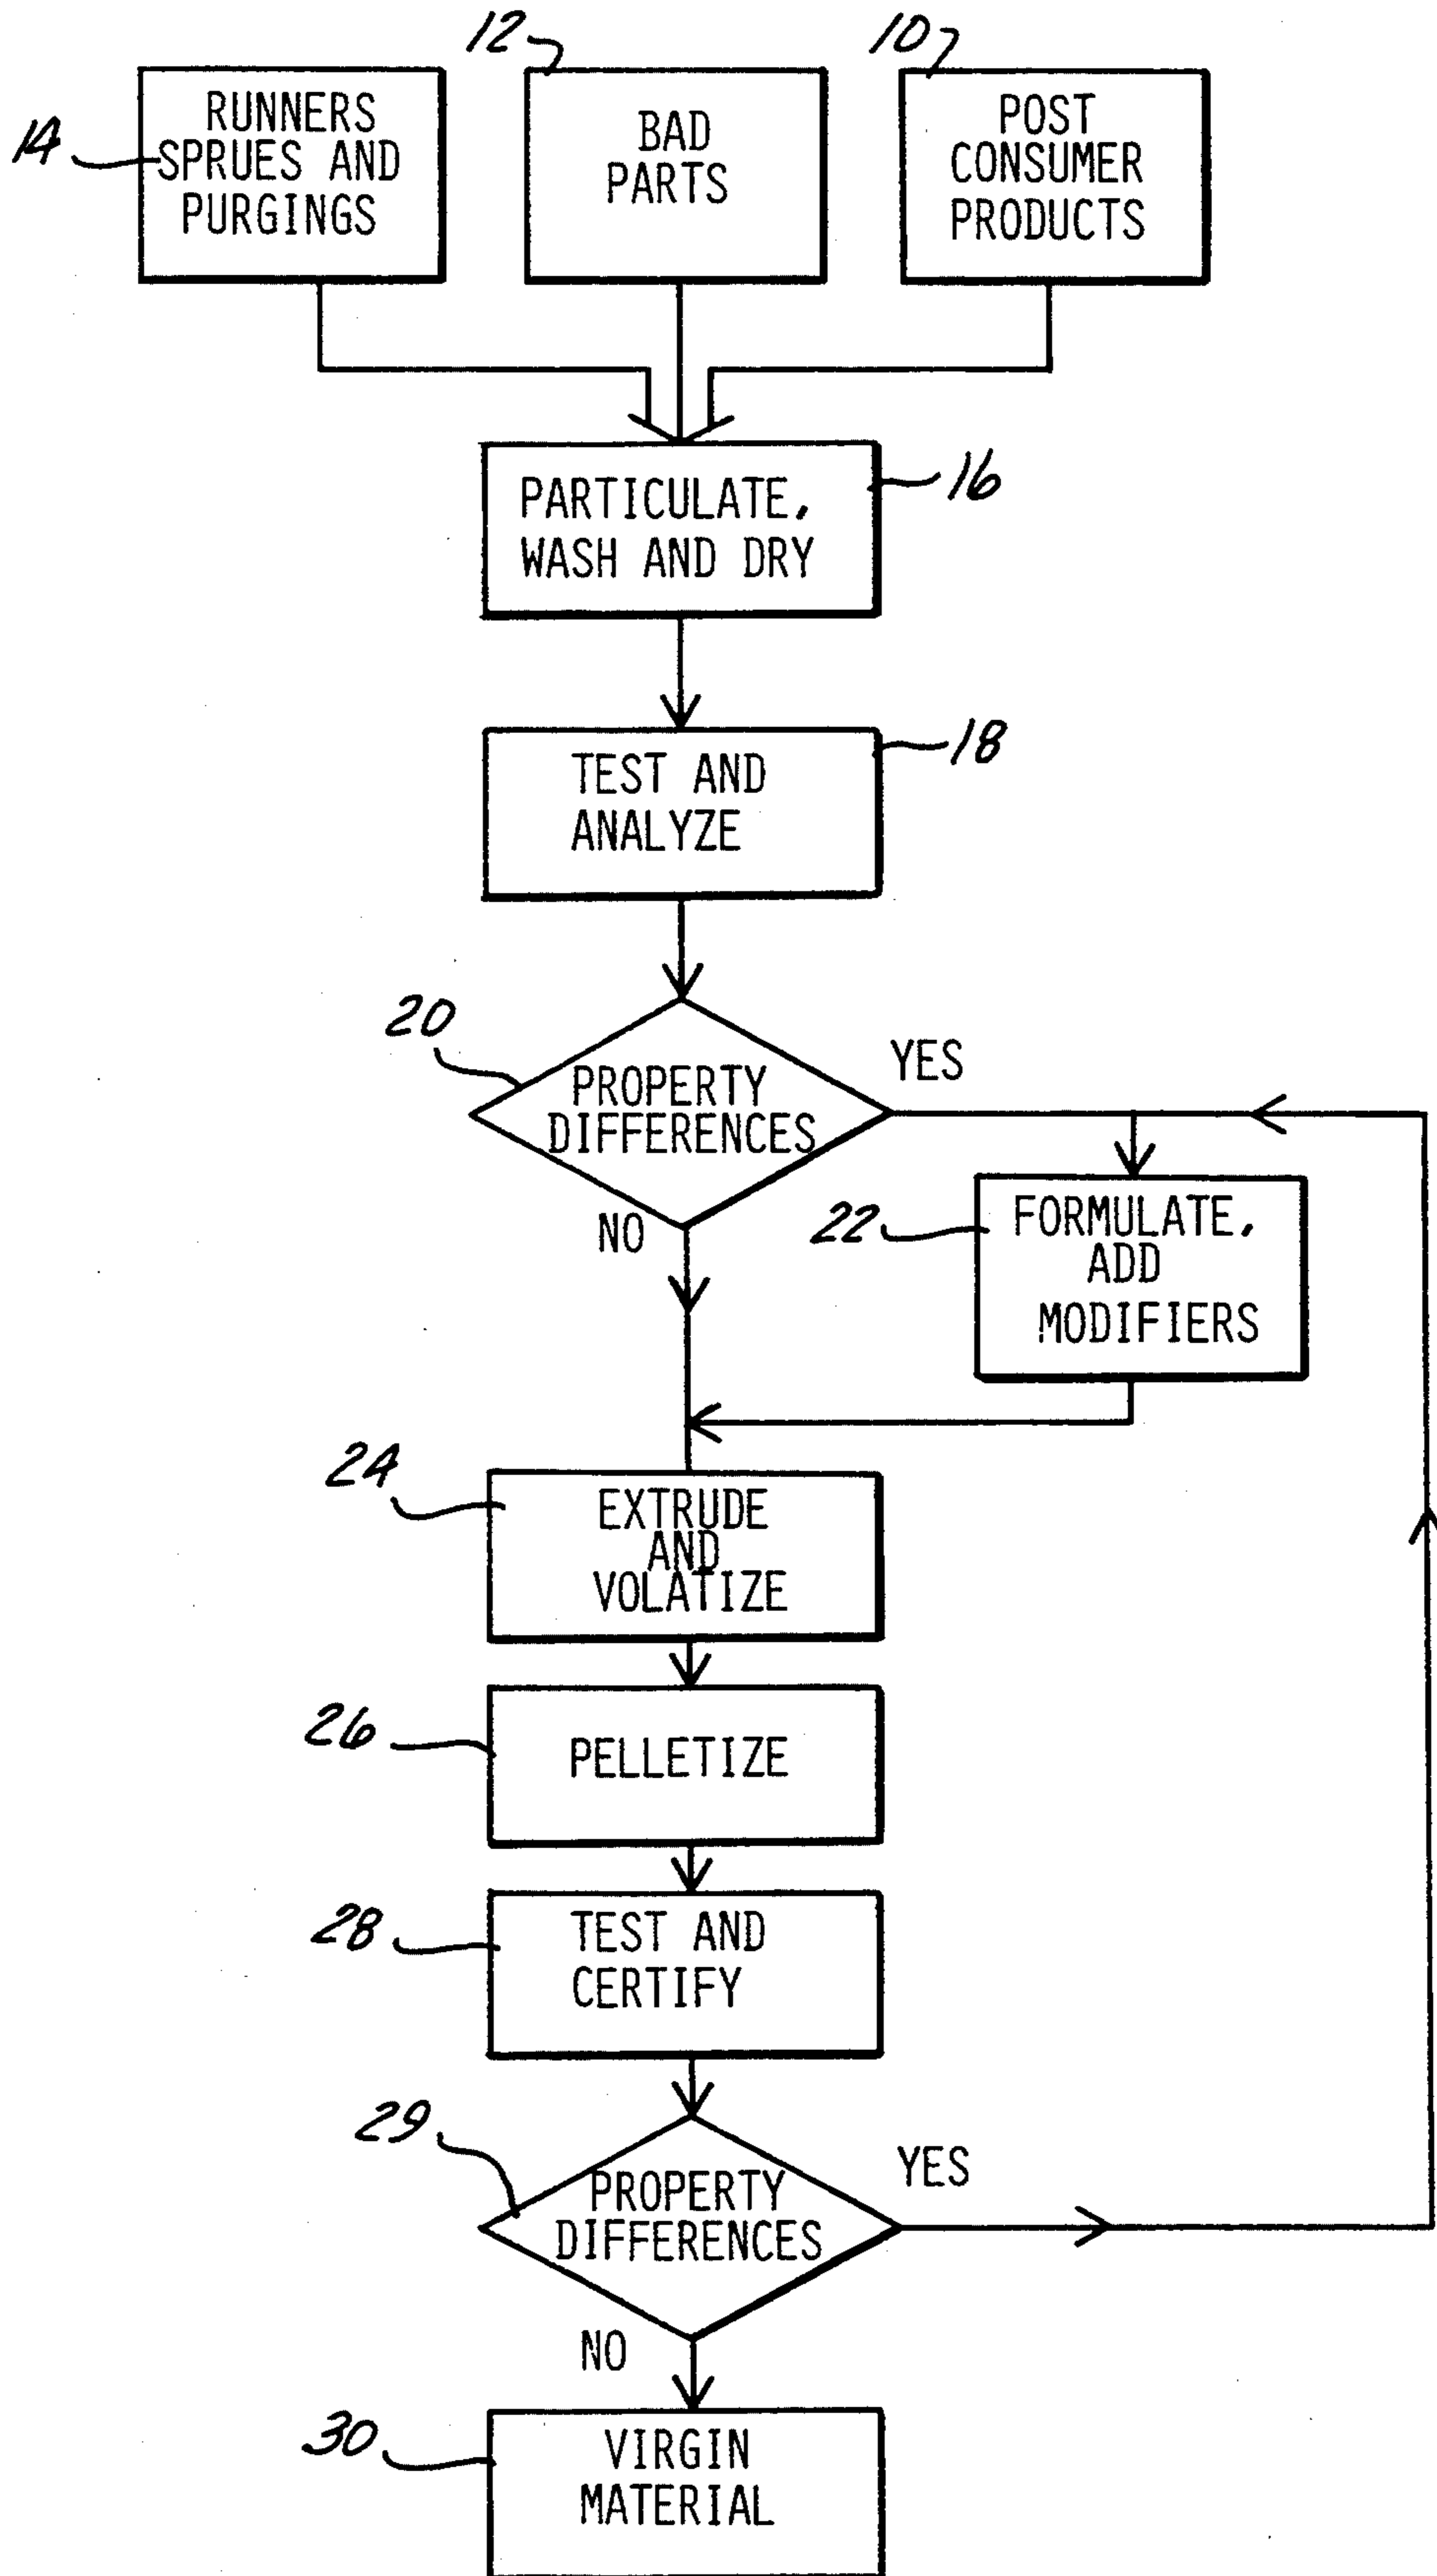 12
10
14
RUNNERS
SPRUES AND
PURGINGS
BAD
PARTS
POST
CONSUMER
PRODUCTS
PARTICULATE,
WASH AND DRY
16
TEST AND
ANALYZE
18
20
PROPERTY
DIFFERENCES
YES
NO
22
FORMULATE,
ADD
MODIFIERS
24
EXTRUDE
AND
VOLATIZE
26
PELLETIZE
28
TEST AND
CERTIFY
29
PROPERTY
DIFFERENCES
YES
NO
30
VIRGIN
MATERIAL